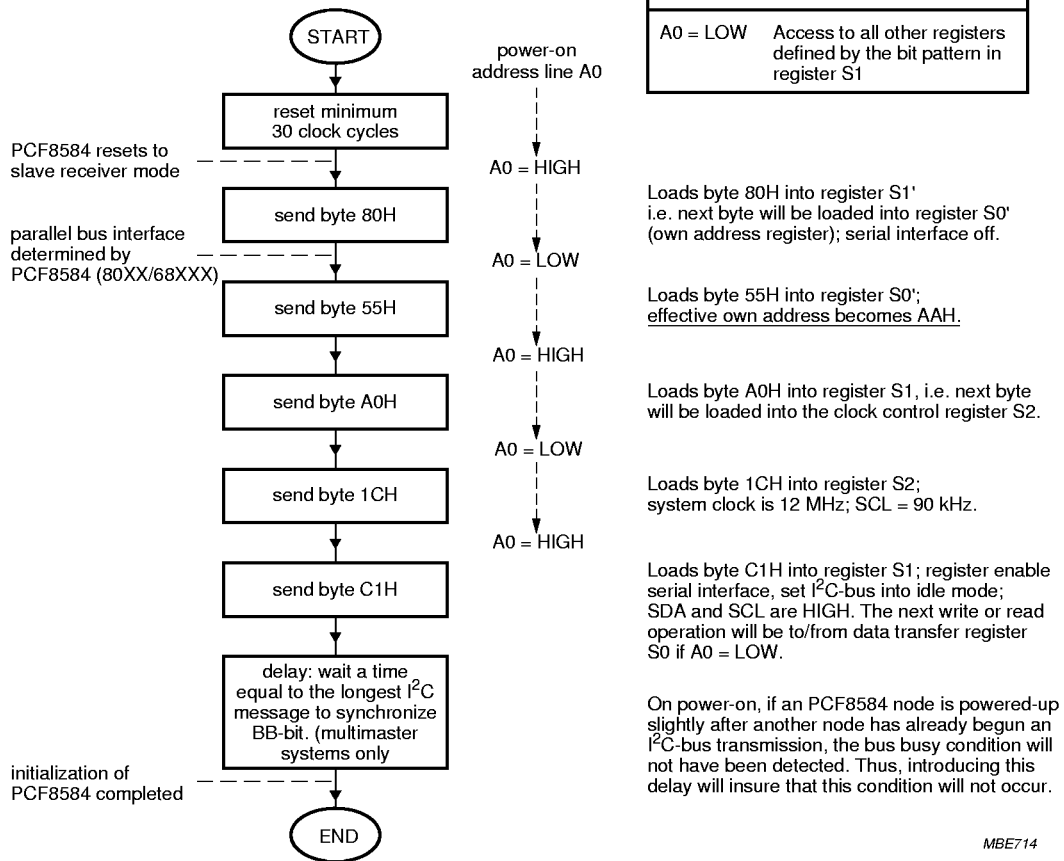 START
reset minimum
30 clock cycles
PCF8584 resets to
slave receiver mode
send byte 80H
parallel bus interface
determined by
PCF8584 (80XX/68XXX)
send byte 55H
send byte A0H
send byte 1CH
send byte C1H
delay: wait a time
equal to the longest I²C
message to synchronize
BB-bit. (multimaster
systems only
initialization of
PCF8584 completed
END
power-on
address line A0
A0 = HIGH
A0 = LOW
A0 = HIGH
A0 = LOW
A0 = HIGH
A0 = LOW Access to all other registers
defined by the bit pattern in
register S1
Loads byte 80H into register S1'
i.e. next byte will be loaded into register S0'
(own address register); serial interface off.
Loads byte 55H into register S0';
effective own address becomes AAH.
Loads byte A0H into register S1, i.e. next byte
will be loaded into the clock control register S2.
Loads byte 1CH into register S2;
system clock is 12 MHz; SCL = 90 kHz.
Loads byte C1H into register S1; register enable
serial interface, set I²C-bus into idle mode;
SDA and SCL are HIGH. The next write or read
operation will be to/from data transfer register
S0 if A0 = LOW.
On power-on, if an PCF8584 node is powered-up
slightly after another node has already begun an
I²C-bus transmission, the bus busy condition will
not have been detected. Thus, introducing this
delay will insure that this condition will not occur.
MBE714